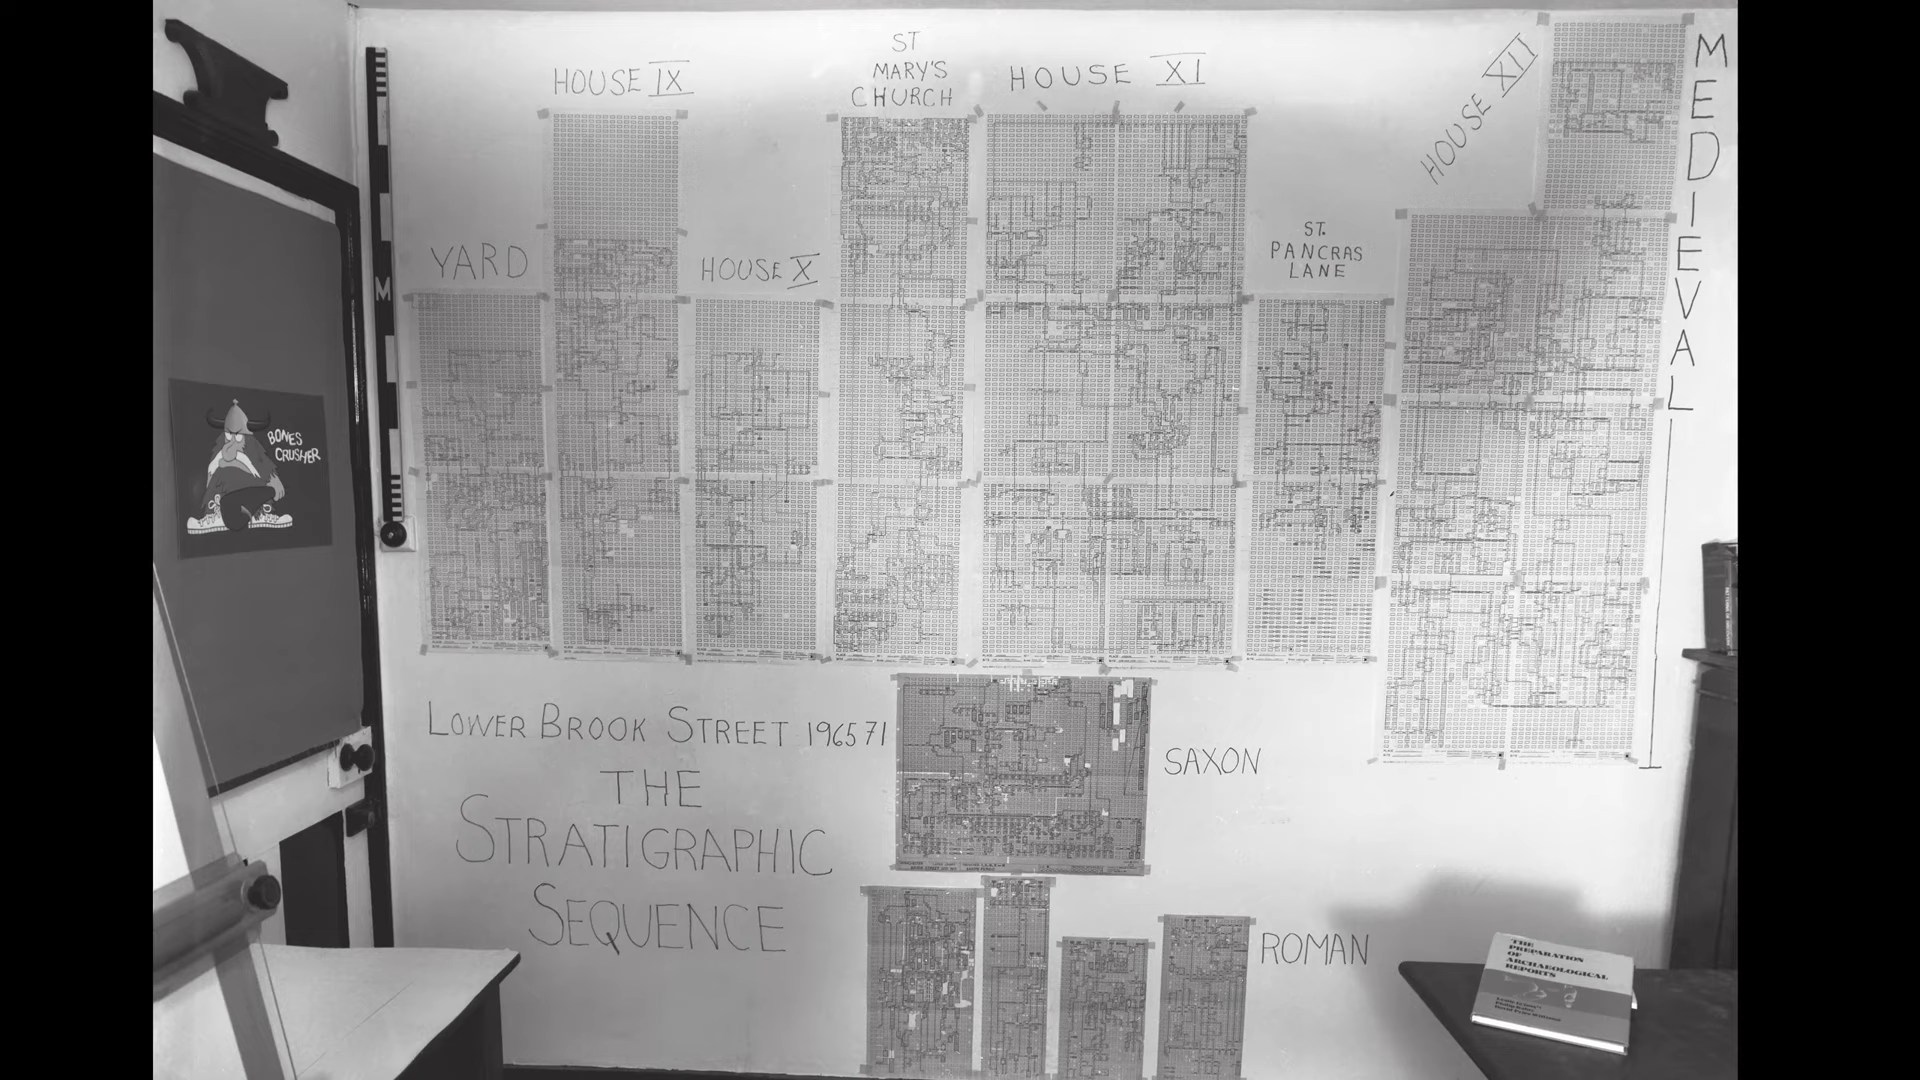 HOUSE IX
ST
MARY'S
CHURCH
HOUSE XI
HOUSE XII
MEDIEVAL
YARD
HOUSE X
ST.
PANCRAS
LANE
M
BONES
CRUSHER
LOWER BROOK STREET 1965 71
THE
STRATIGRAPHIC
SEQUENCE
SAXON
ROMAN
THE
PREPARATION
OF
ARCHAEOLOGICAL
REPORTS